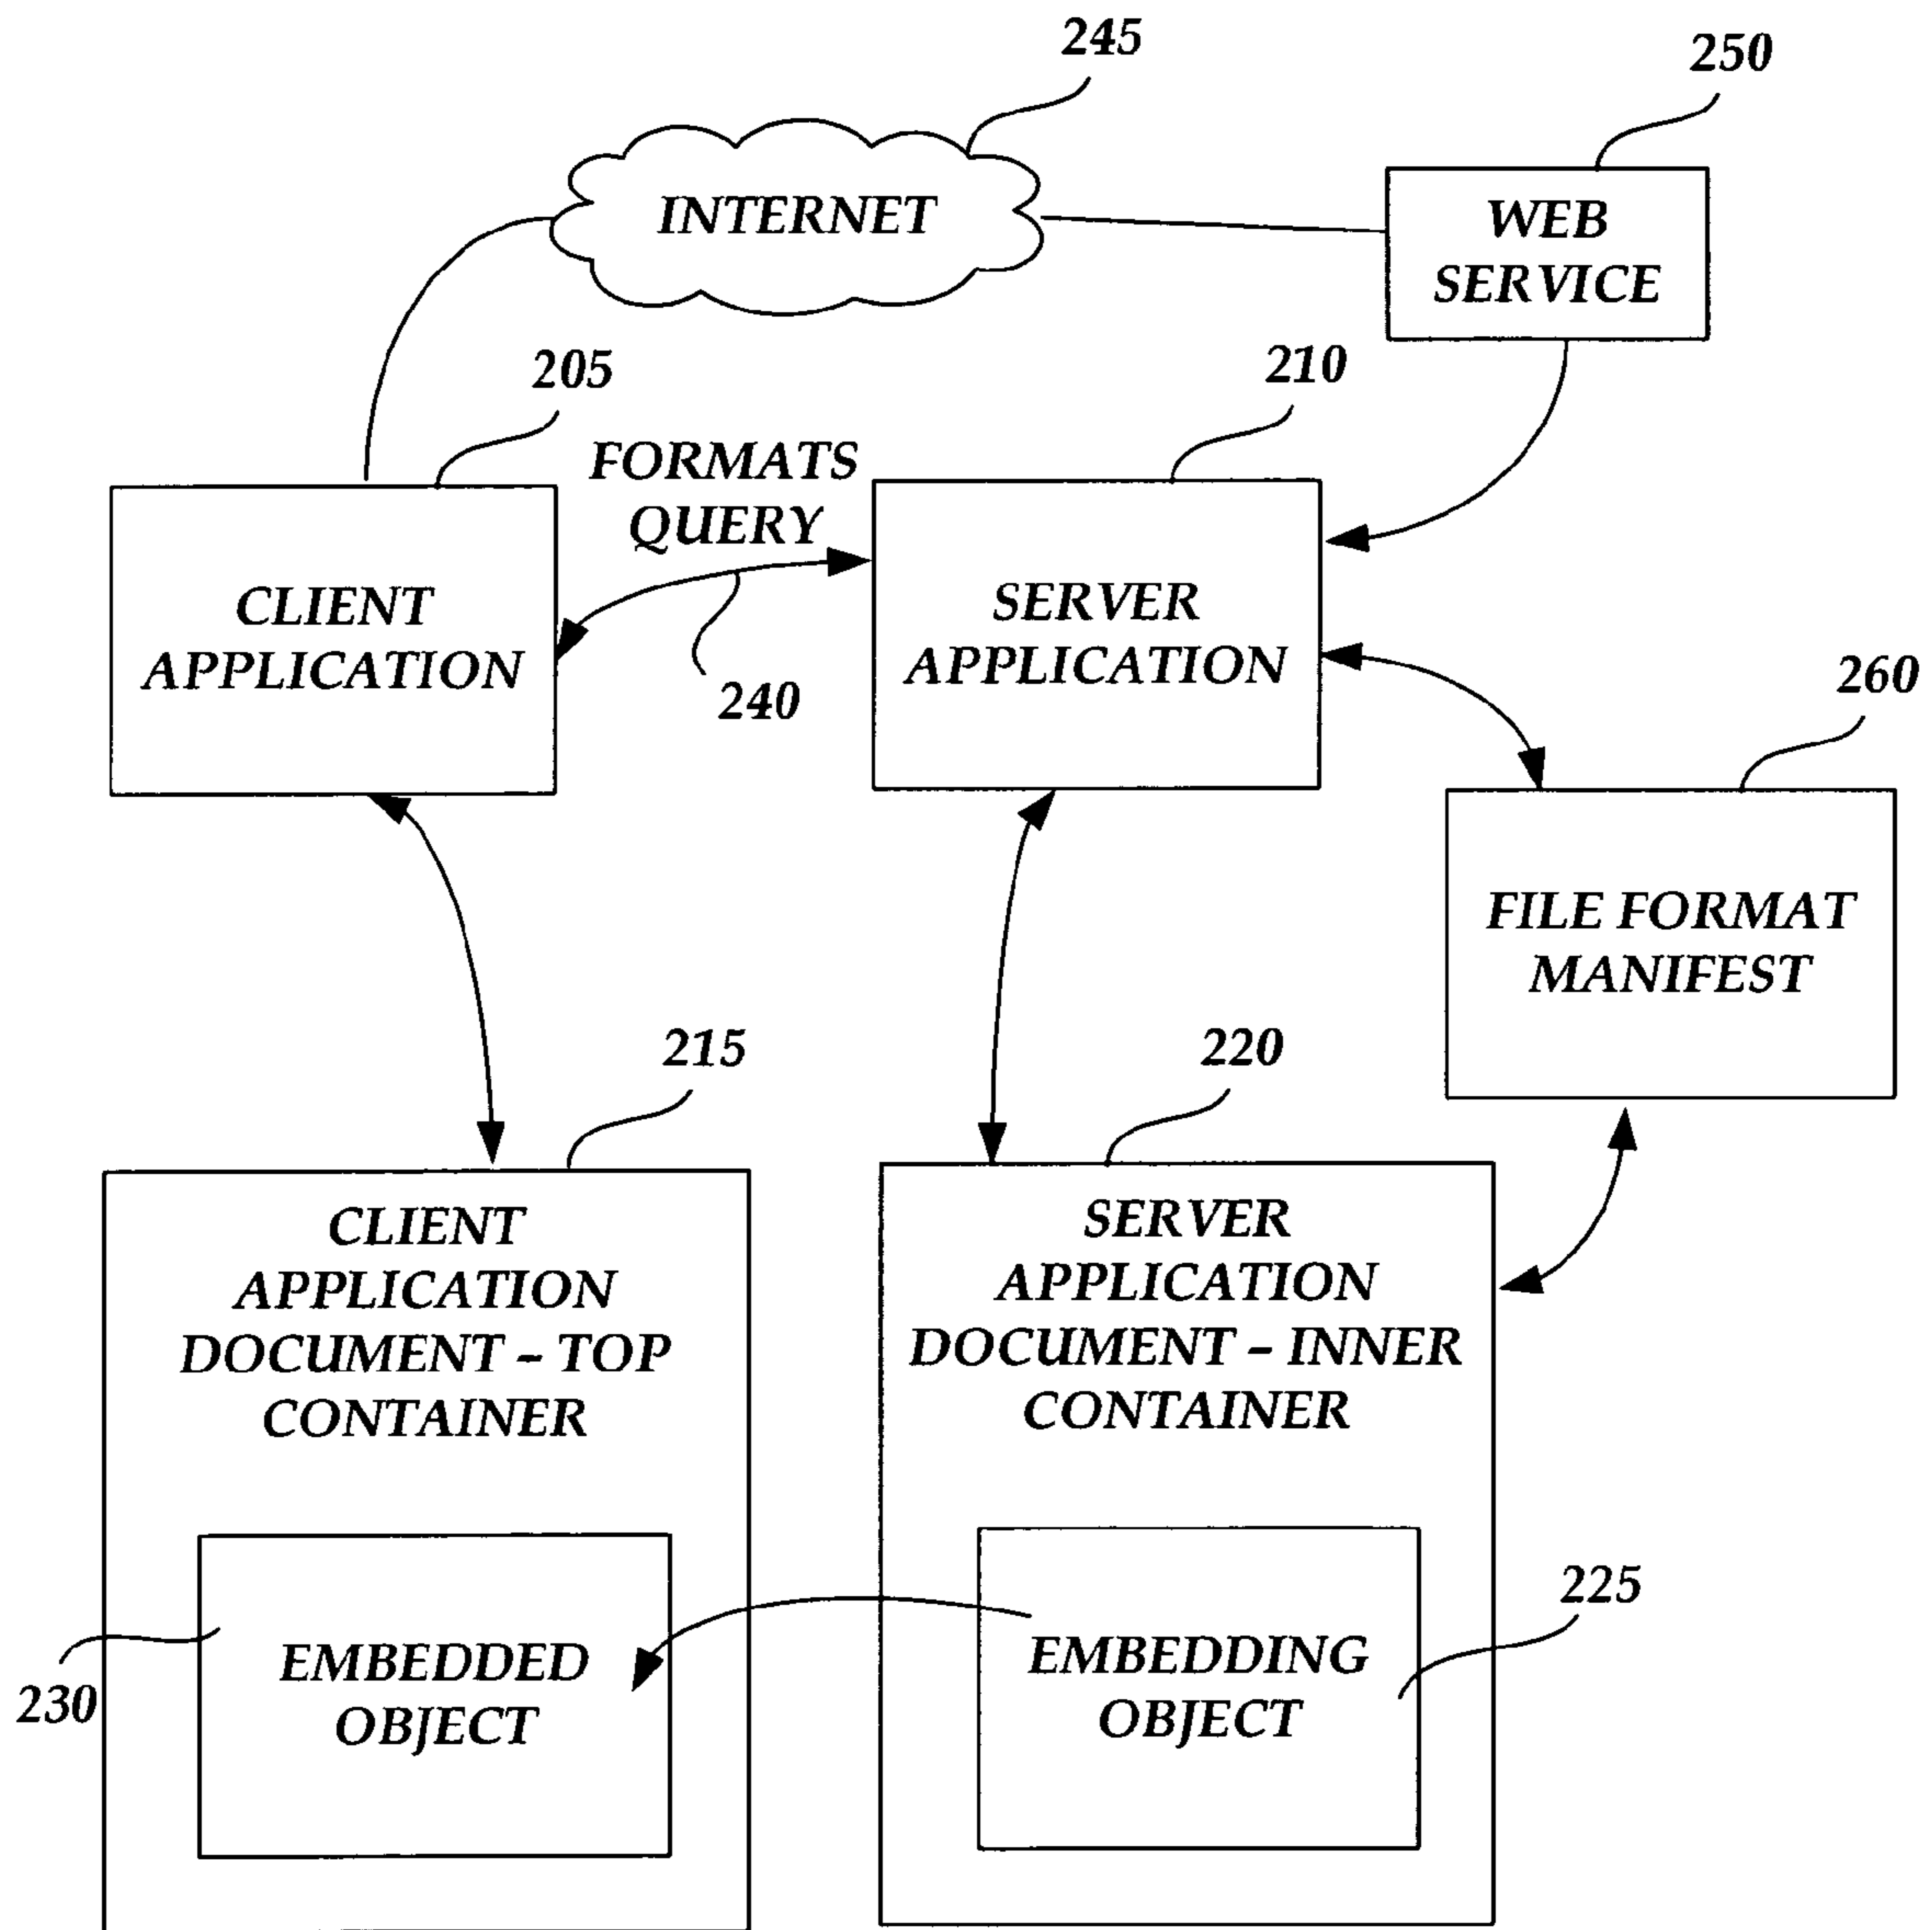 245
250
INTERNET
WEB
SERVICE
205
210
FORMATS
QUERY
CLIENT
APPLICATION
240
SERVER
APPLICATION
260
FILE FORMAT
MANIFEST
215
220
CLIENT
APPLICATION
DOCUMENT – TOP
CONTAINER
SERVER
APPLICATION
DOCUMENT – INNER
CONTAINER
225
230
EMBEDDED
OBJECT
EMBEDDING
OBJECT